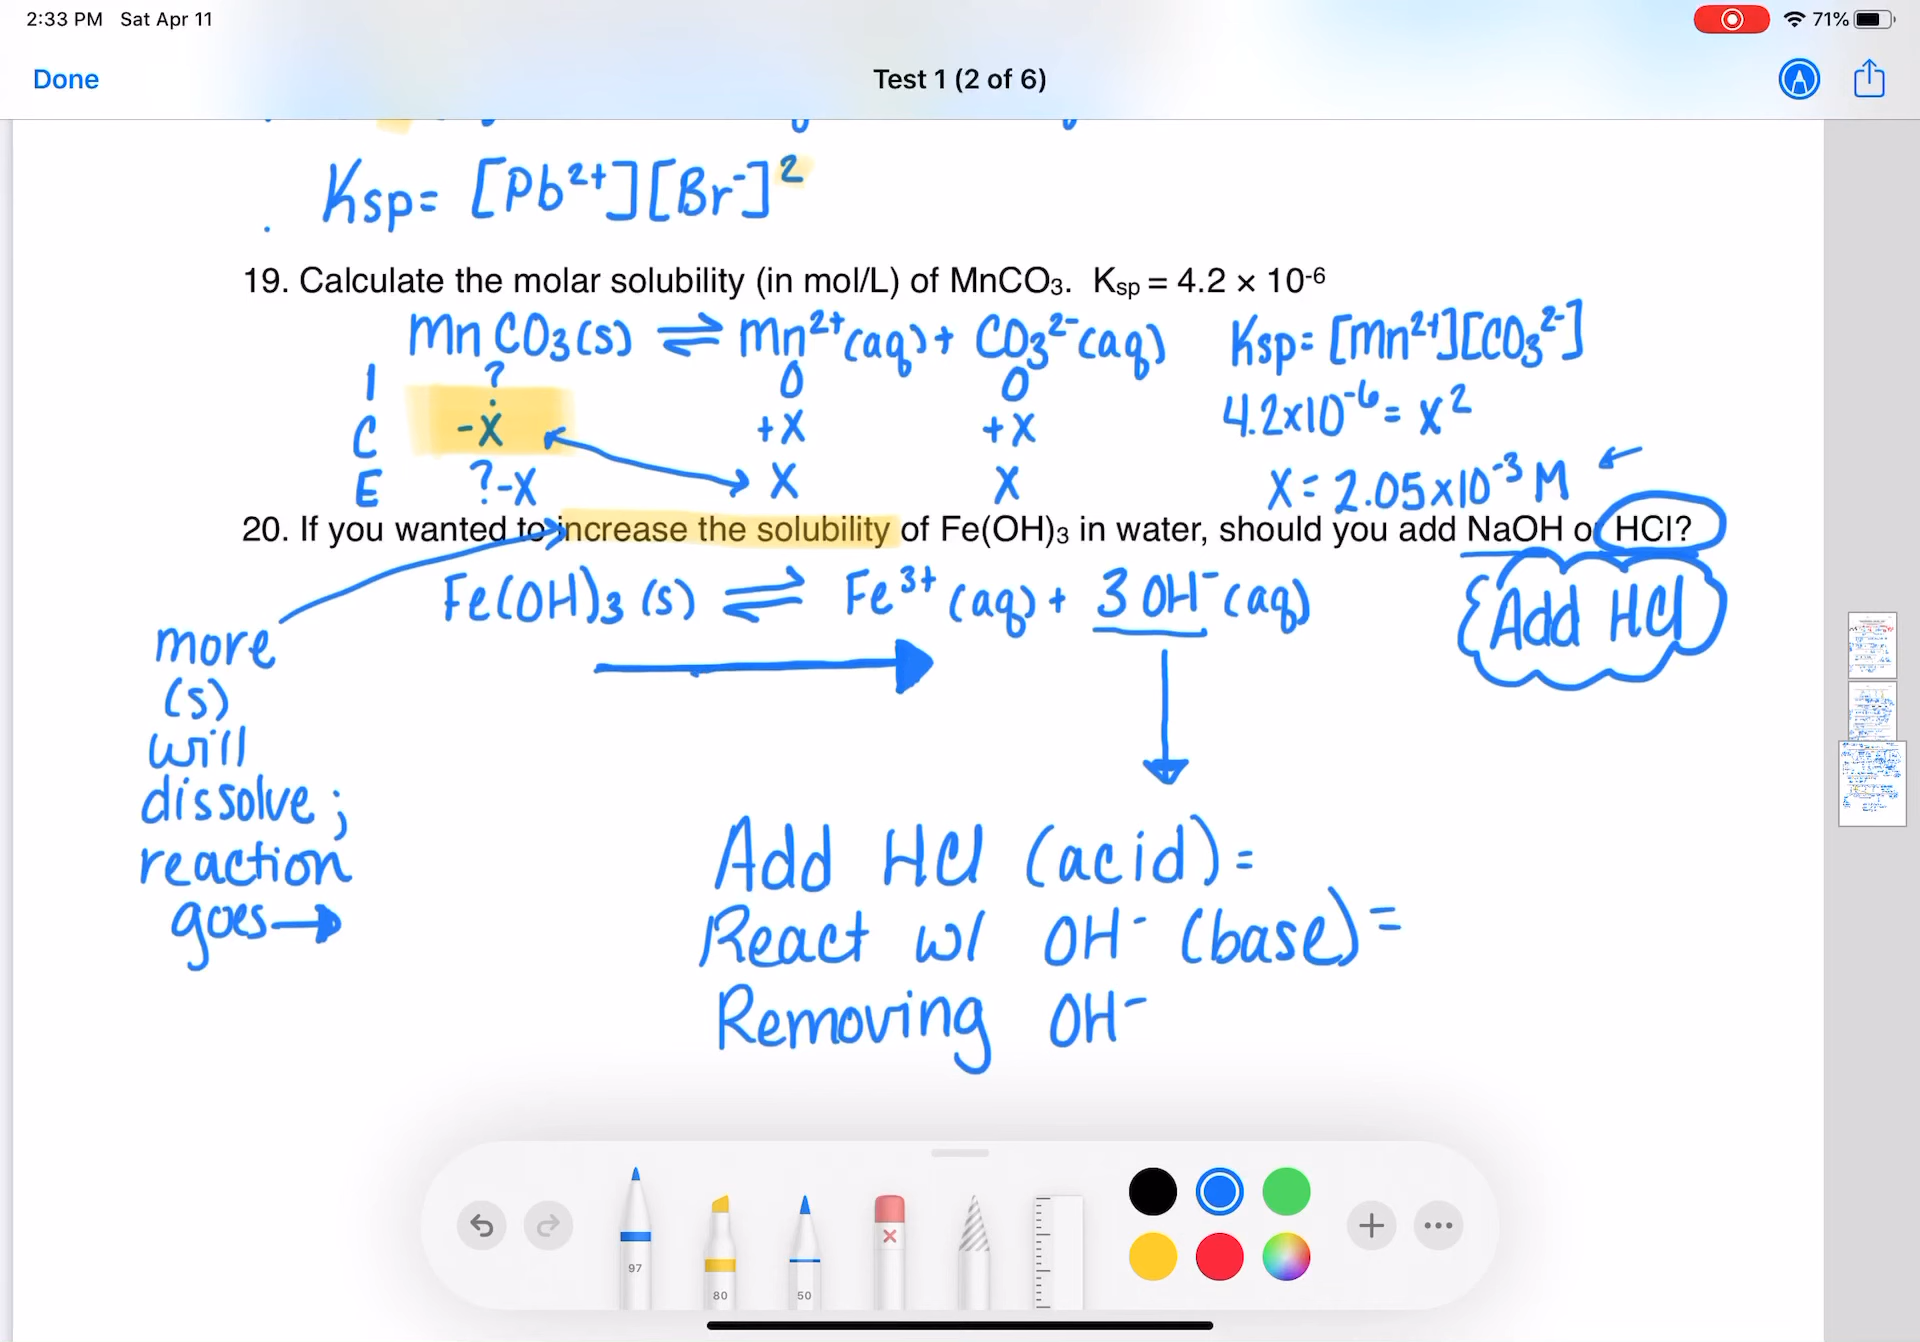 2:33 PM Sat Apr 11
71%
Done
Test 1 (2 of 6)
Ksp= [Pb²⁺][Br⁻]²
19. Calculate the molar solubility (in mol/L) of MnCO₃. Ksp = 4.2 × 10⁻⁶
MnCO₃(s) ⇌ Mn²⁺(aq) + CO₃²⁻(aq) Ksp= [Mn²⁺][CO₃²⁻]
I ? 0 0
4.2x10⁻⁶ = x²
C -X +X +X
E ?-X X X
X = 2.05x10⁻³ M
20. If you wanted to increase the solubility of Fe(OH)₃ in water, should you add NaOH or HCl?
Fe(OH)₃ (s) ⇌ Fe³⁺ (aq) + 3 OH⁻ (aq)
{Add HCl}
more
(s)
will
dissolve;
reaction
goes→
Add HCl (acid)=
React w/ OH⁻ (base)=
Removing OH⁻
97
80
50